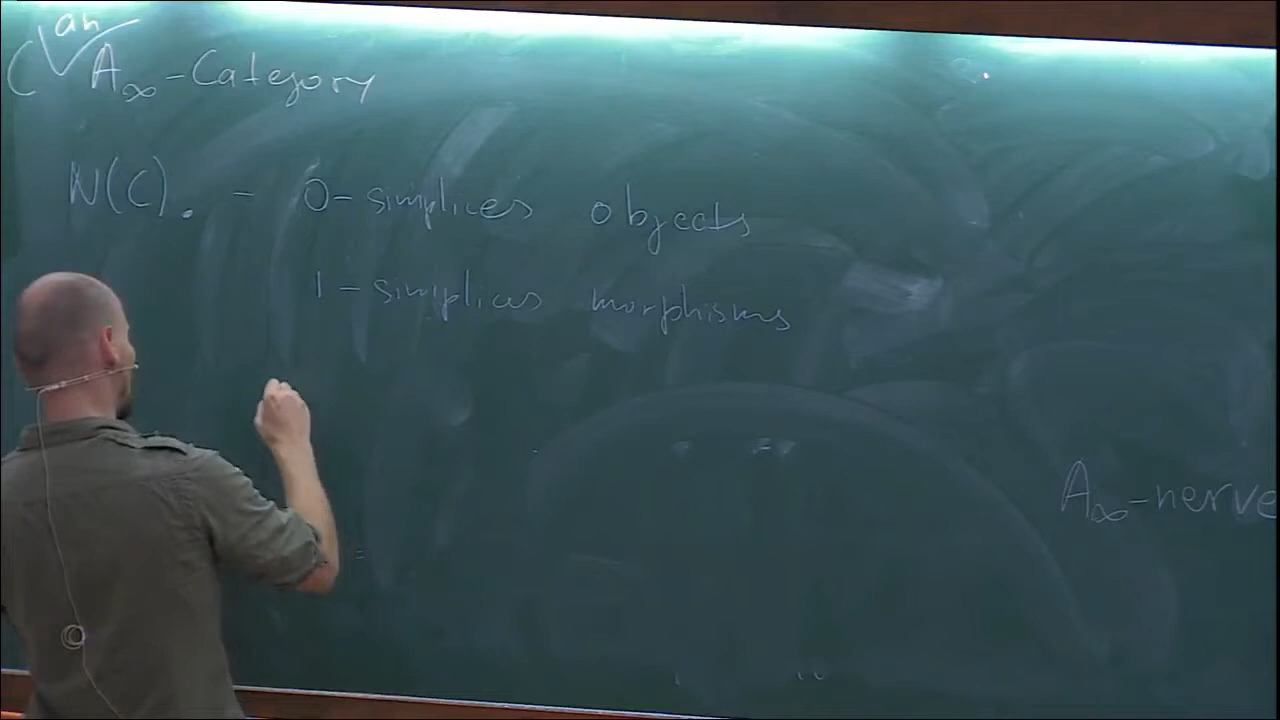 an
C A∞-Category
N(C). - 0-simplices objects
1-simplices morphisms
A∞-nerve